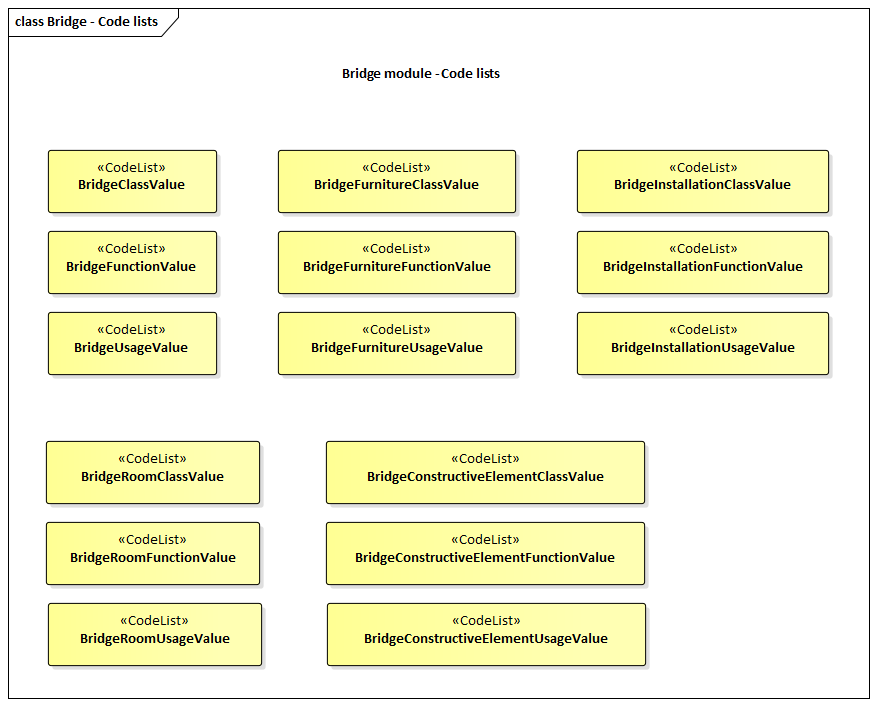 class Bridge - Code lists
Bridge module - Code lists
«CodeList»
BridgeClassValue
«CodeList»
BridgeFurnitureClassValue
«CodeList»
BridgeInstallationClassValue
«CodeList»
BridgeFunctionValue
«CodeList»
BridgeFurnitureFunctionValue
«CodeList»
BridgeInstallationFunctionValue
«CodeList»
BridgeUsageValue
«CodeList»
BridgeFurnitureUsageValue
«CodeList»
BridgeInstallationUsageValue
«CodeList»
BridgeRoomClassValue
«CodeList»
BridgeConstructiveElementClassValue
«CodeList»
BridgeRoomFunctionValue
«CodeList»
BridgeConstructiveElementFunctionValue
«CodeList»
BridgeRoomUsageValue
«CodeList»
BridgeConstructiveElementUsageValue